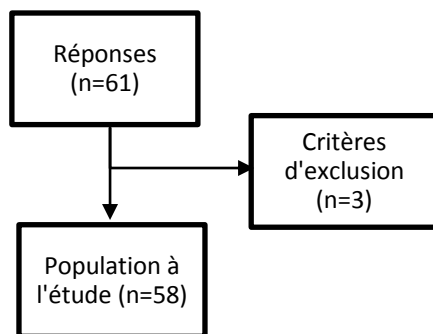 Réponses
(n=61)
Critères
d'exclusion
(n=3)
Population à
l'étude (n=58)